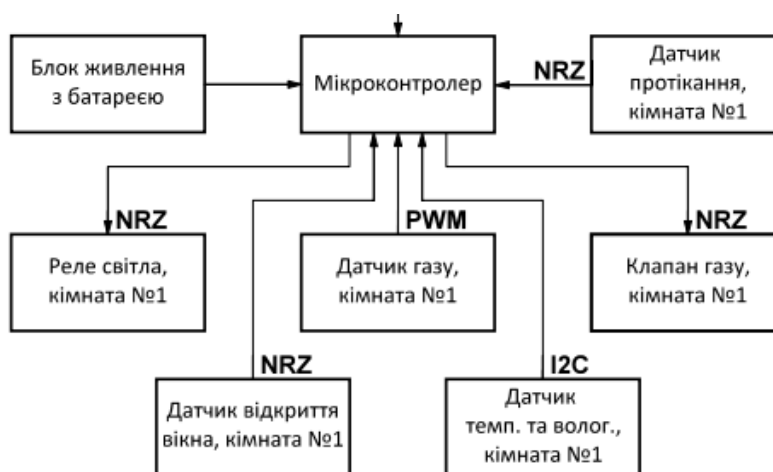 Блок живлення
з батареєю
Мікроконтролер
NRZ
Датчик
протікання,
кімната №1
NRZ
Реле світла,
кімната №1
PWM
Датчик газу,
кімната №1
NRZ
Клапан газу,
кімната №1
NRZ
Датчик відкриття
вікна, кімната №1
I2C
Датчик
темп. та волог.,
кімната №1